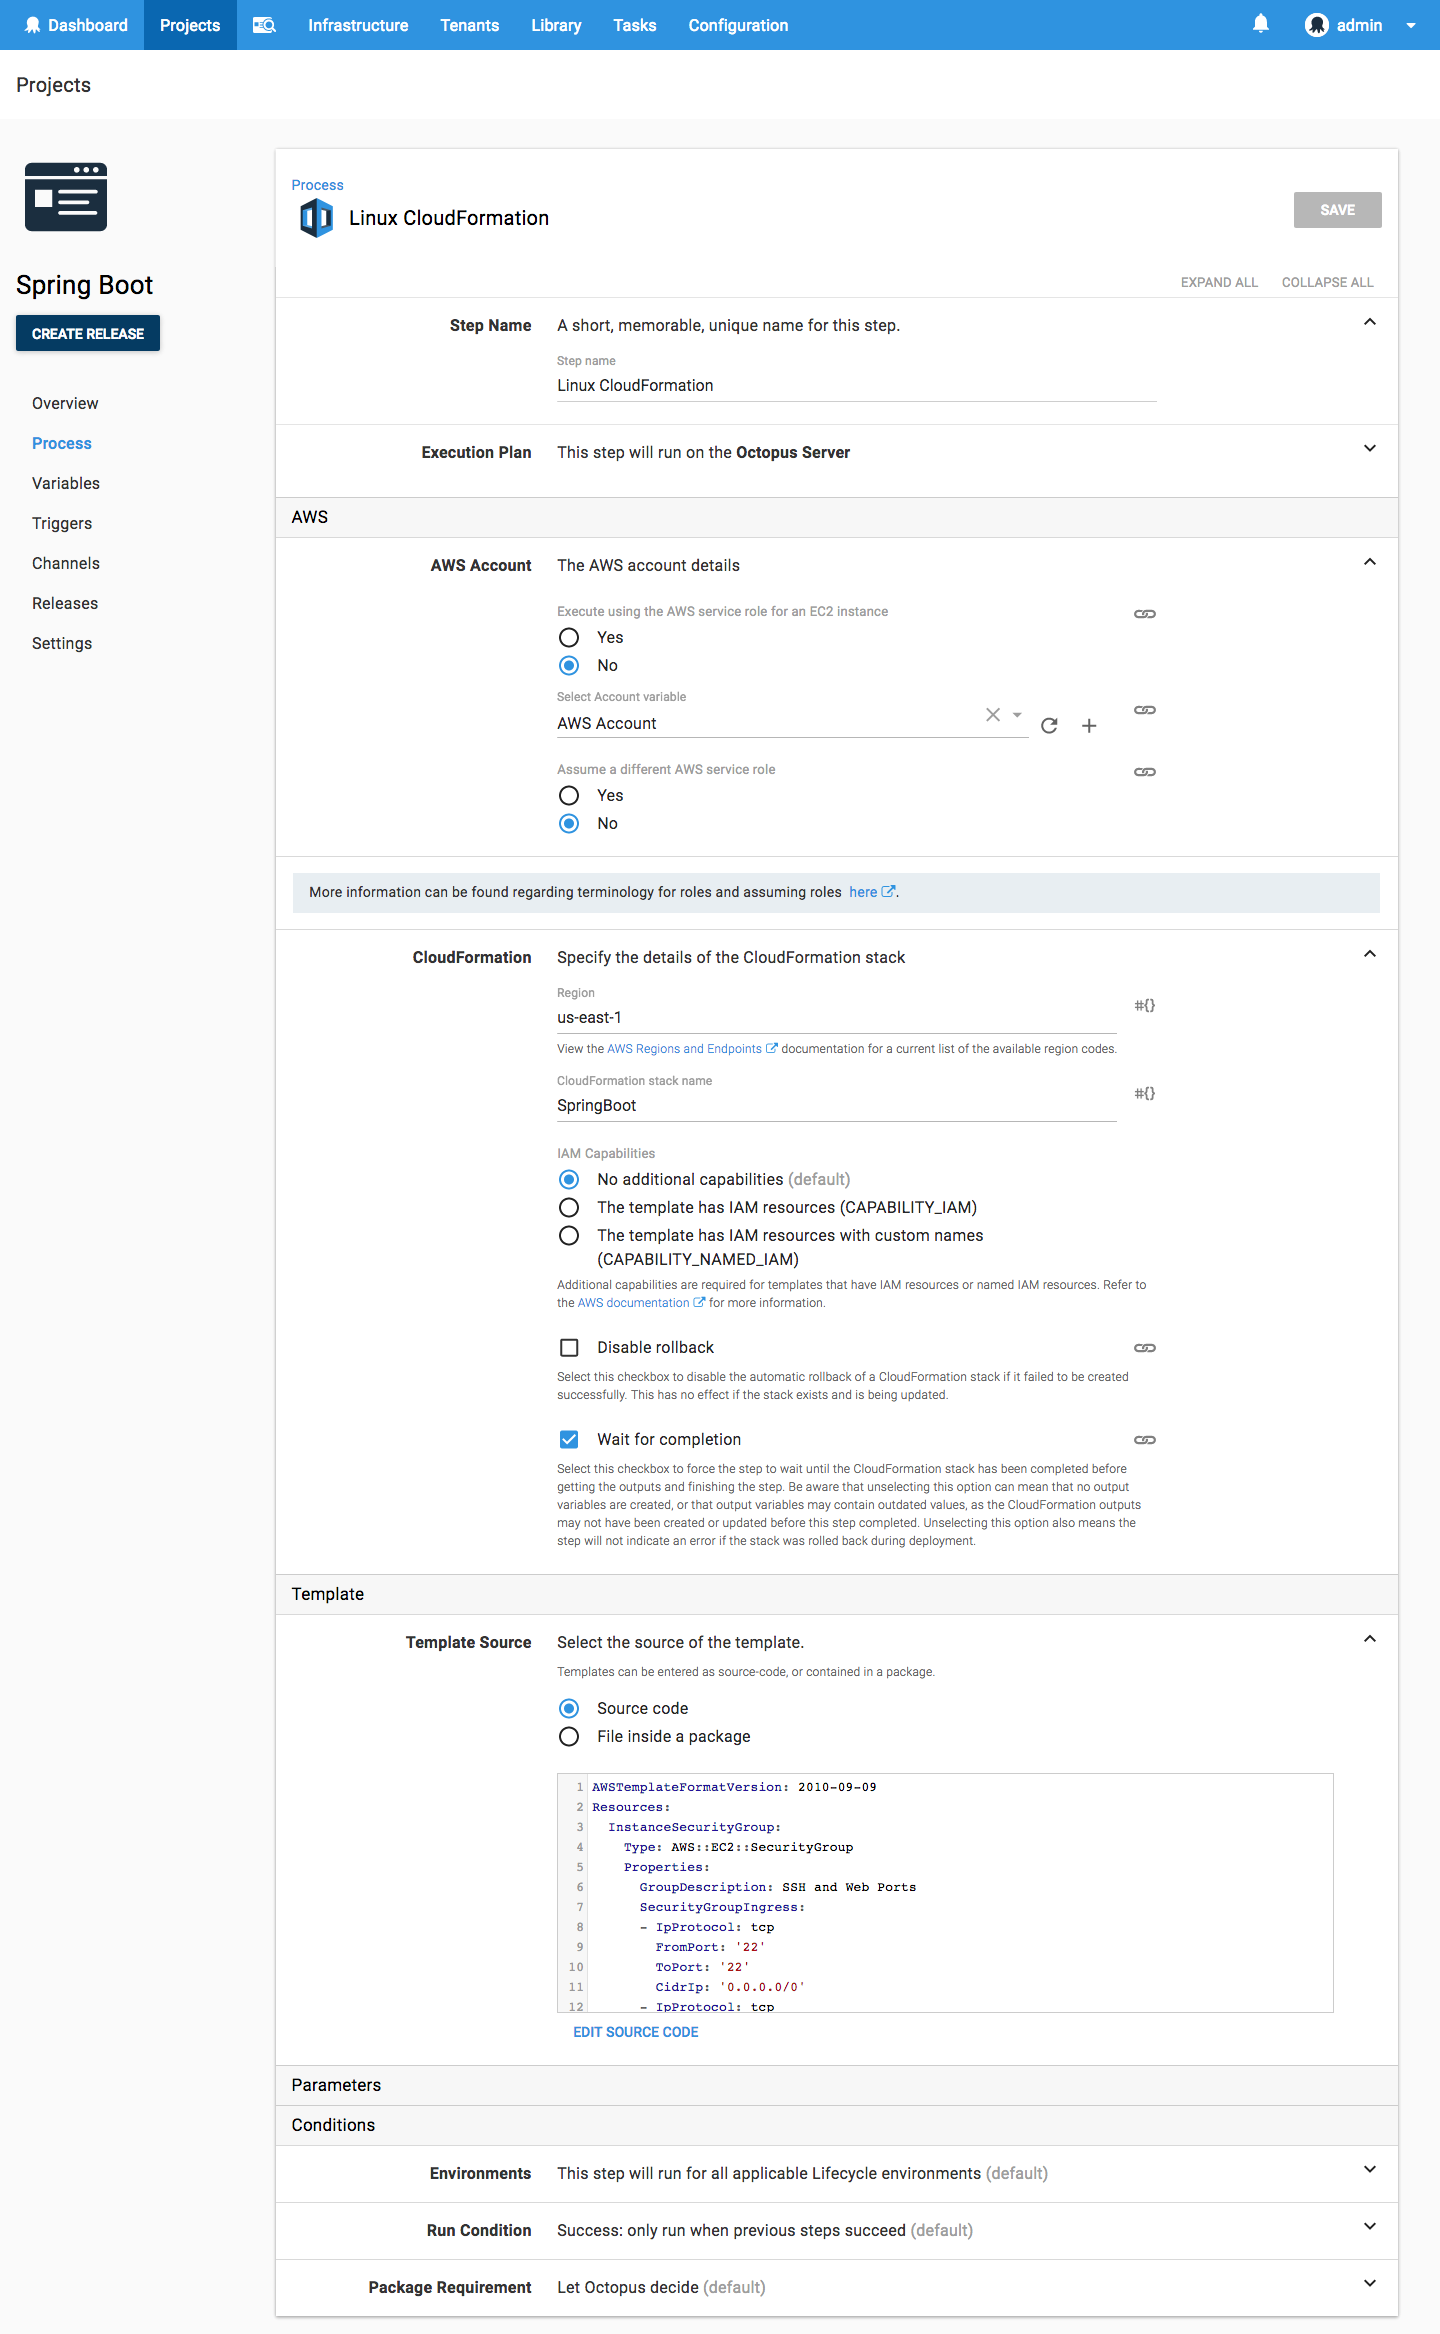 Dashboard Projects Infrastructure Tenants Library Tasks Configuration admin
Projects
Spring Boot
CREATE RELEASE
Overview
Process
Variables
Triggers
Channels
Releases
Settings
Process
Linux CloudFormation
SAVE
EXPAND ALL COLLAPSE ALL
Step Name A short, memorable, unique name for this step.
Step name
Linux CloudFormation
Execution Plan This step will run on the Octopus Server
AWS
AWS Account The AWS account details
Execute using the AWS service role for an EC2 instance
Yes
No
Select Account variable
AWS Account
Assume a different AWS service role
Yes
No
More information can be found regarding terminology for roles and assuming roles here.
CloudFormation Specify the details of the CloudFormation stack
Region
us-east-1 #{}
View the AWS Regions and Endpoints documentation for a current list of the available region codes.
CloudFormation stack name
SpringBoot #{}
IAM Capabilities
No additional capabilities (default)
The template has IAM resources (CAPABILITY_IAM)
The template has IAM resources with custom names
(CAPABILITY_NAMED_IAM)
Additional capabilities are required for templates that have IAM resources or named IAM resources. Refer to
the AWS documentation for more information.
Disable rollback
Select this checkbox to disable the automatic rollback of a CloudFormation stack if it failed to be created
successfully. This has no effect if the stack exists and is being updated.
Wait for completion
Select this checkbox to force the step to wait until the CloudFormation stack has been completed before
getting the outputs and finishing the step. Be aware that unselecting this option can mean that no output
variables are created, or that output variables may contain outdated values, as the CloudFormation outputs
may not have been created or updated before this step completed. Unselecting this option also means the
step will not indicate an error if the stack was rolled back during deployment.
Template
Template Source Select the source of the template.
Templates can be entered as source-code, or contained in a package.
Source code
File inside a package
1 AWSTemplateFormatVersion: 2010-09-09
2 Resources:
3 InstanceSecurityGroup:
4 Type: AWS::EC2::SecurityGroup
5 Properties:
6 GroupDescription: SSH and Web Ports
7 SecurityGroupIngress:
8 - IpProtocol: tcp
9 FromPort: '22'
10 ToPort: '22'
11 CidrIp: '0.0.0.0/0'
12 - IpProtocol: tcp
EDIT SOURCE CODE
Parameters
Conditions
Environments This step will run for all applicable Lifecycle environments (default)
Run Condition Success: only run when previous steps succeed (default)
Package Requirement Let Octopus decide (default)